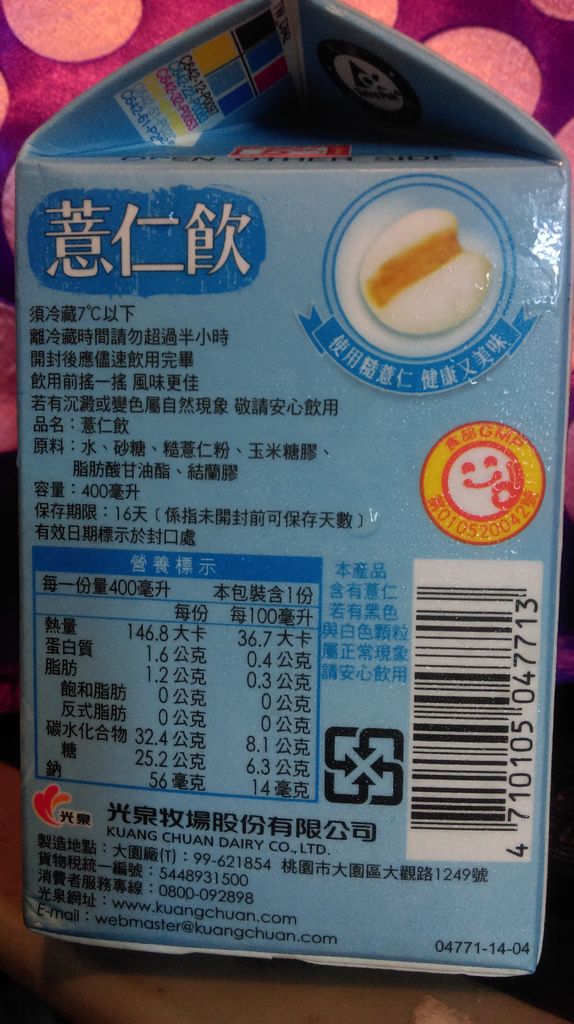 OPEN OTHER SIDE
薏仁飲
使用糙薏仁 健康又美味
須冷藏7℃以下
離冷藏時間請勿超過半小時
開封後應儘速飲用完畢
飲用前搖一搖 風味更佳
若有沉澱或變色屬自然現象 敬請安心飲用
品名：薏仁飲
原料：水、砂糖、糙薏仁粉、玉米糖膠、
脂肪酸甘油酯、結蘭膠
容量：400毫升
保存期限：16天〔係指未開封前可保存天數〕
有效日期標示於封口處
食品GMP
第010520042號
營養標示
每一份量400毫升 本包裝含1份
每份 每100毫升
熱量 146.8大卡 36.7大卡
蛋白質 1.6公克 0.4公克
脂肪 1.2公克 0.3公克
飽和脂肪 0公克 0公克
反式脂肪 0公克 0公克
碳水化合物 32.4公克 8.1公克
糖 25.2公克 6.3公克
鈉 56毫克 14毫克
本產品
含有薏仁
若有黑色
與白色顆粒
屬正常現象
請安心飲用
4 710105 047713
光泉
光泉牧場股份有限公司
KUANG CHUAN DAIRY CO., LTD.
製造地點：大園廠(T)：99-621854 桃園市大園區大觀路1249號
貨物稅統一編號：5448931500
消費者服務專線：0800-092898
光泉網址：www.kuangchuan.com
E-mail：webmaster@kuangchuan.com
04771-14-04